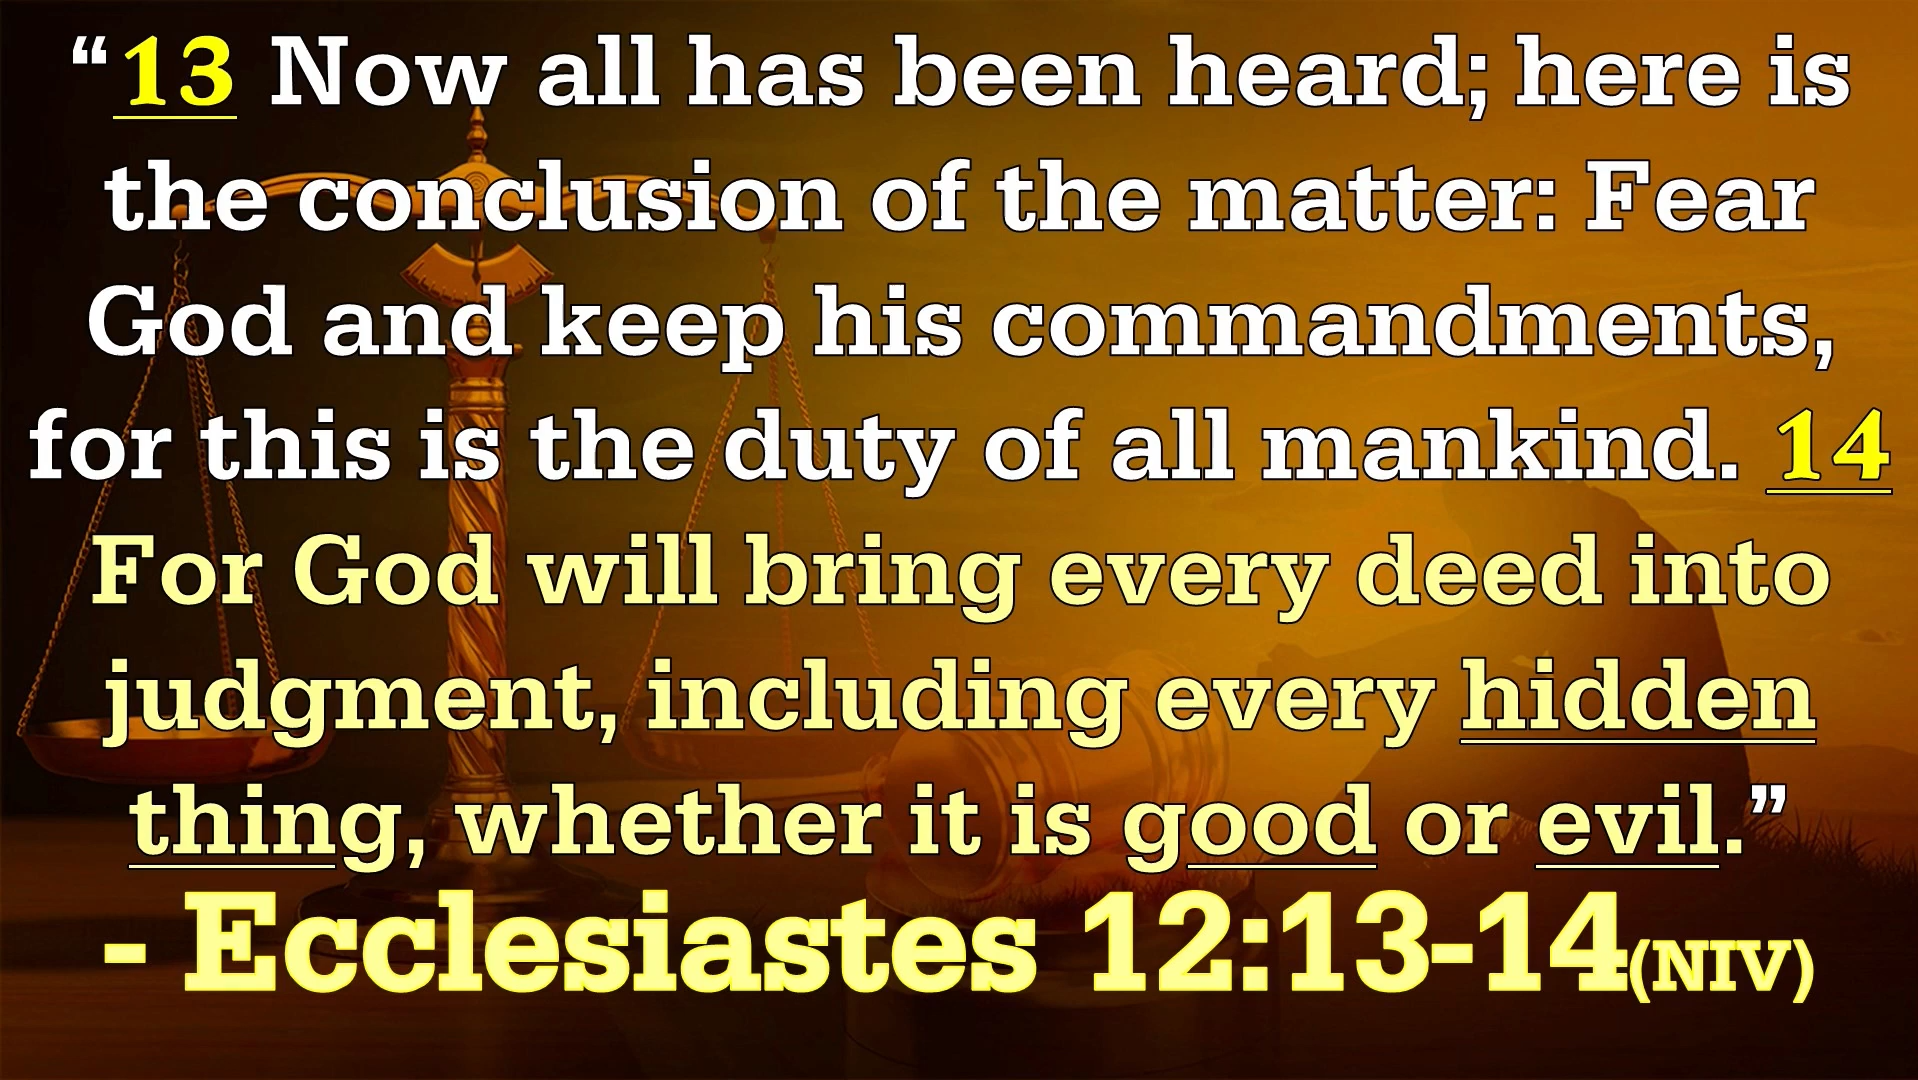 “13 Now all has been heard; here is
the conclusion of the matter: Fear
God and keep his commandments,
for this is the duty of all mankind. 14
For God will bring every deed into
judgment, including every hidden
thing, whether it is good or evil.”
- Ecclesiastes 12:13-14(NIV)